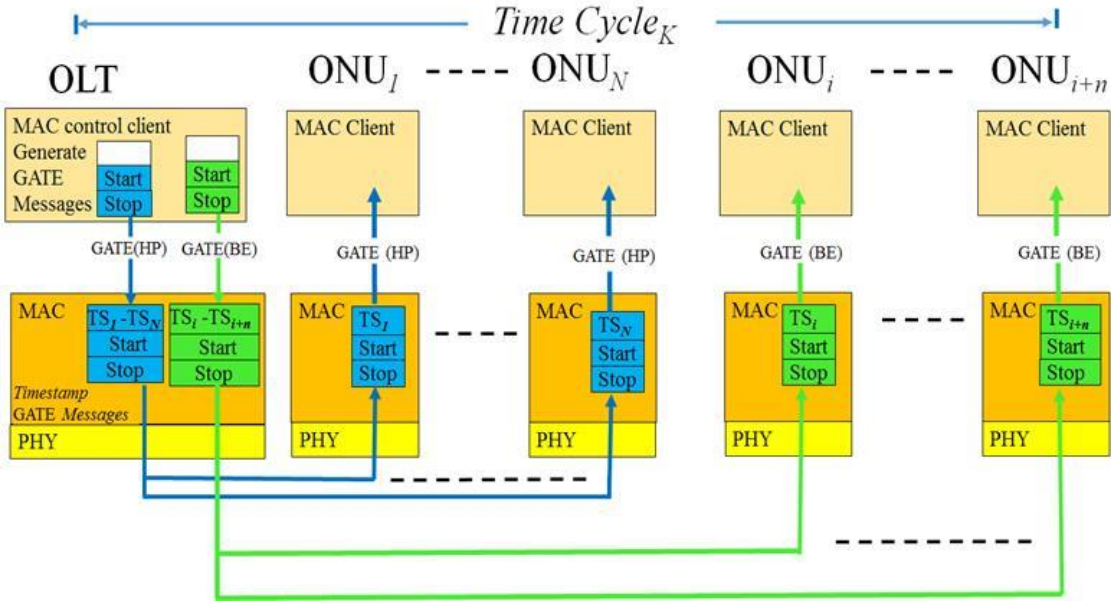 Time Cycle_K
OLT
ONU_1
ONU_N
ONU_i
ONU_{i+n}
MAC control client
Generate
GATE
Messages
Start
Stop
Start
Stop
MAC Client
MAC Client
MAC Client
MAC Client
GATE(HP)
GATE(BE)
GATE (HP)
GATE (HP)
GATE (BE)
GATE (BE)
MAC
TS_1 -TS_N
Start
Stop
TS_i -TS_{i+n}
Start
Stop
Timestamp
GATE Messages
PHY
MAC
TS_1
Start
Stop
PHY
MAC
TS_N
Start
Stop
PHY
MAC
TS_i
Start
Stop
PHY
MAC
TS_{i+n}
Start
Stop
PHY